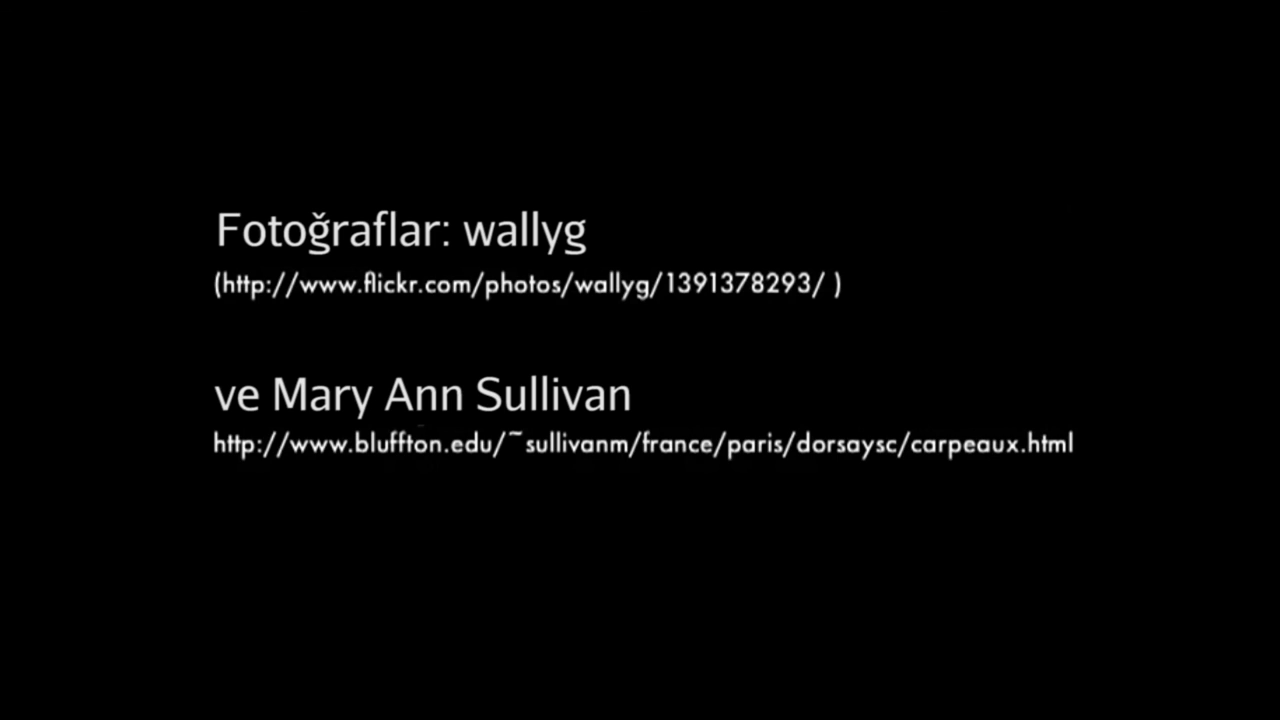 Fotoğraflar: wallyg
(http://www.flickr.com/photos/wallyg/1391378293/ )
ve Mary Ann Sullivan
http://www.bluffton.edu/~sullivanm/france/paris/dorsaysc/carpeaux.html